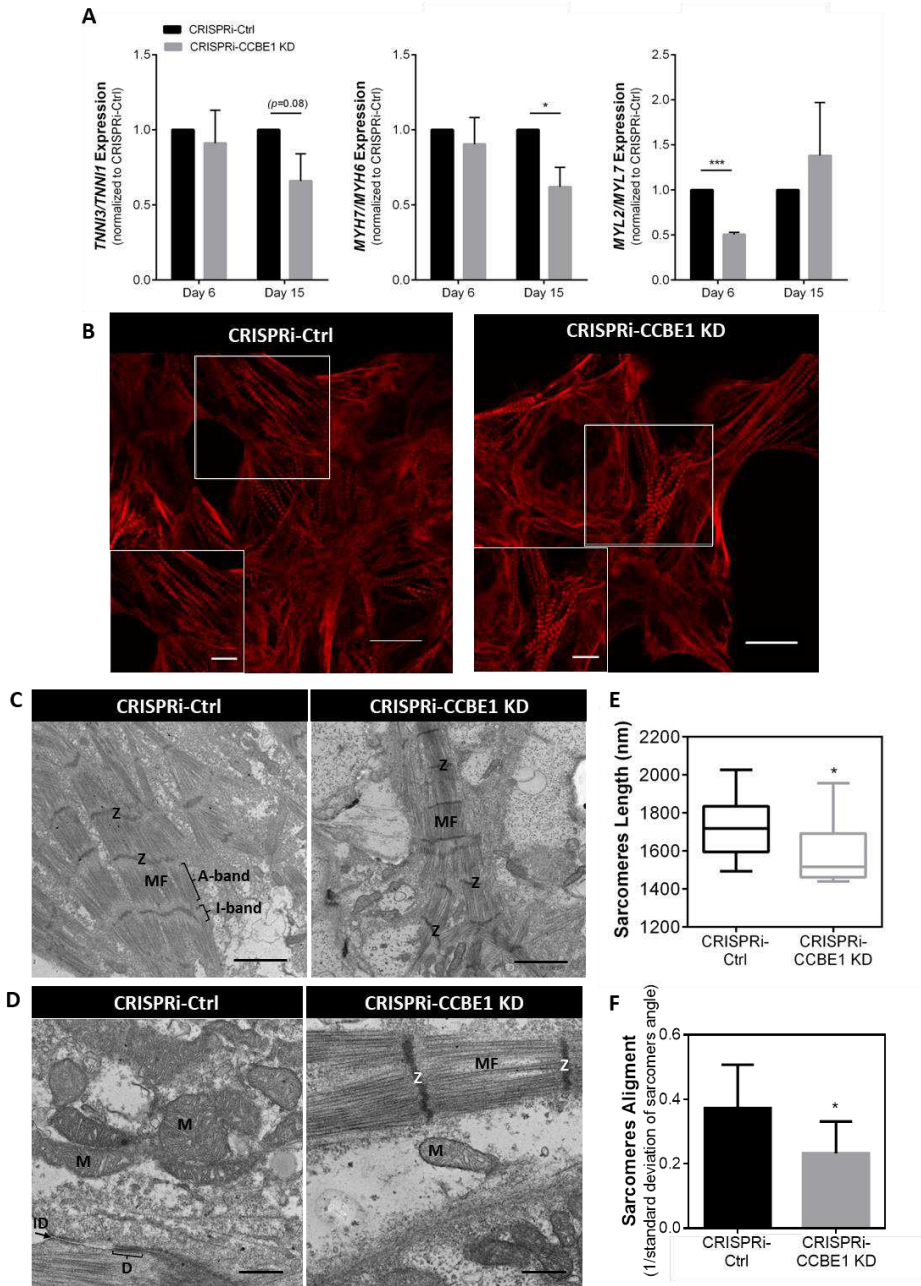 A
CRISPRi-Ctrl
CRISPRi-CCBE1 KD
TNNI3/TNNI1 Expression
(normalized to CRISPRi-Ctrl)
1.5
1.0
0.5
0.0
(p=0.08)
Day 6
Day 15
MYH7/MYH6 Expression
(normalized to CRISPRi-Ctrl)
1.5
1.0
0.5
0.0
*
Day 6
Day 15
MYL2/MYL7 Expression
(normalized to CRISPRi-Ctrl)
2.5
2.0
1.5
1.0
0.5
0.0
***
Day 6
Day 15
B
CRISPRi-Ctrl
CRISPRi-CCBE1 KD
C
CRISPRi-Ctrl
Z
Z
MF
A-band
I-band
CRISPRi-CCBE1 KD
Z
MF
Z
Z
E
Sarcomeres Length (nm)
2200
2000
1800
1600
1400
1200
*
CRISPRi-
Ctrl
CRISPRi-
CCBE1 KD
D
CRISPRi-Ctrl
M
M
ID
D
CRISPRi-CCBE1 KD
MF
Z
Z
M
F
Sarcomeres Aligment
(1/standard deviation of sarcomers angle)
0.6
0.4
0.2
0.0
*
CRISPRi-
Ctrl
CRISPRi-
CCBE1 KD